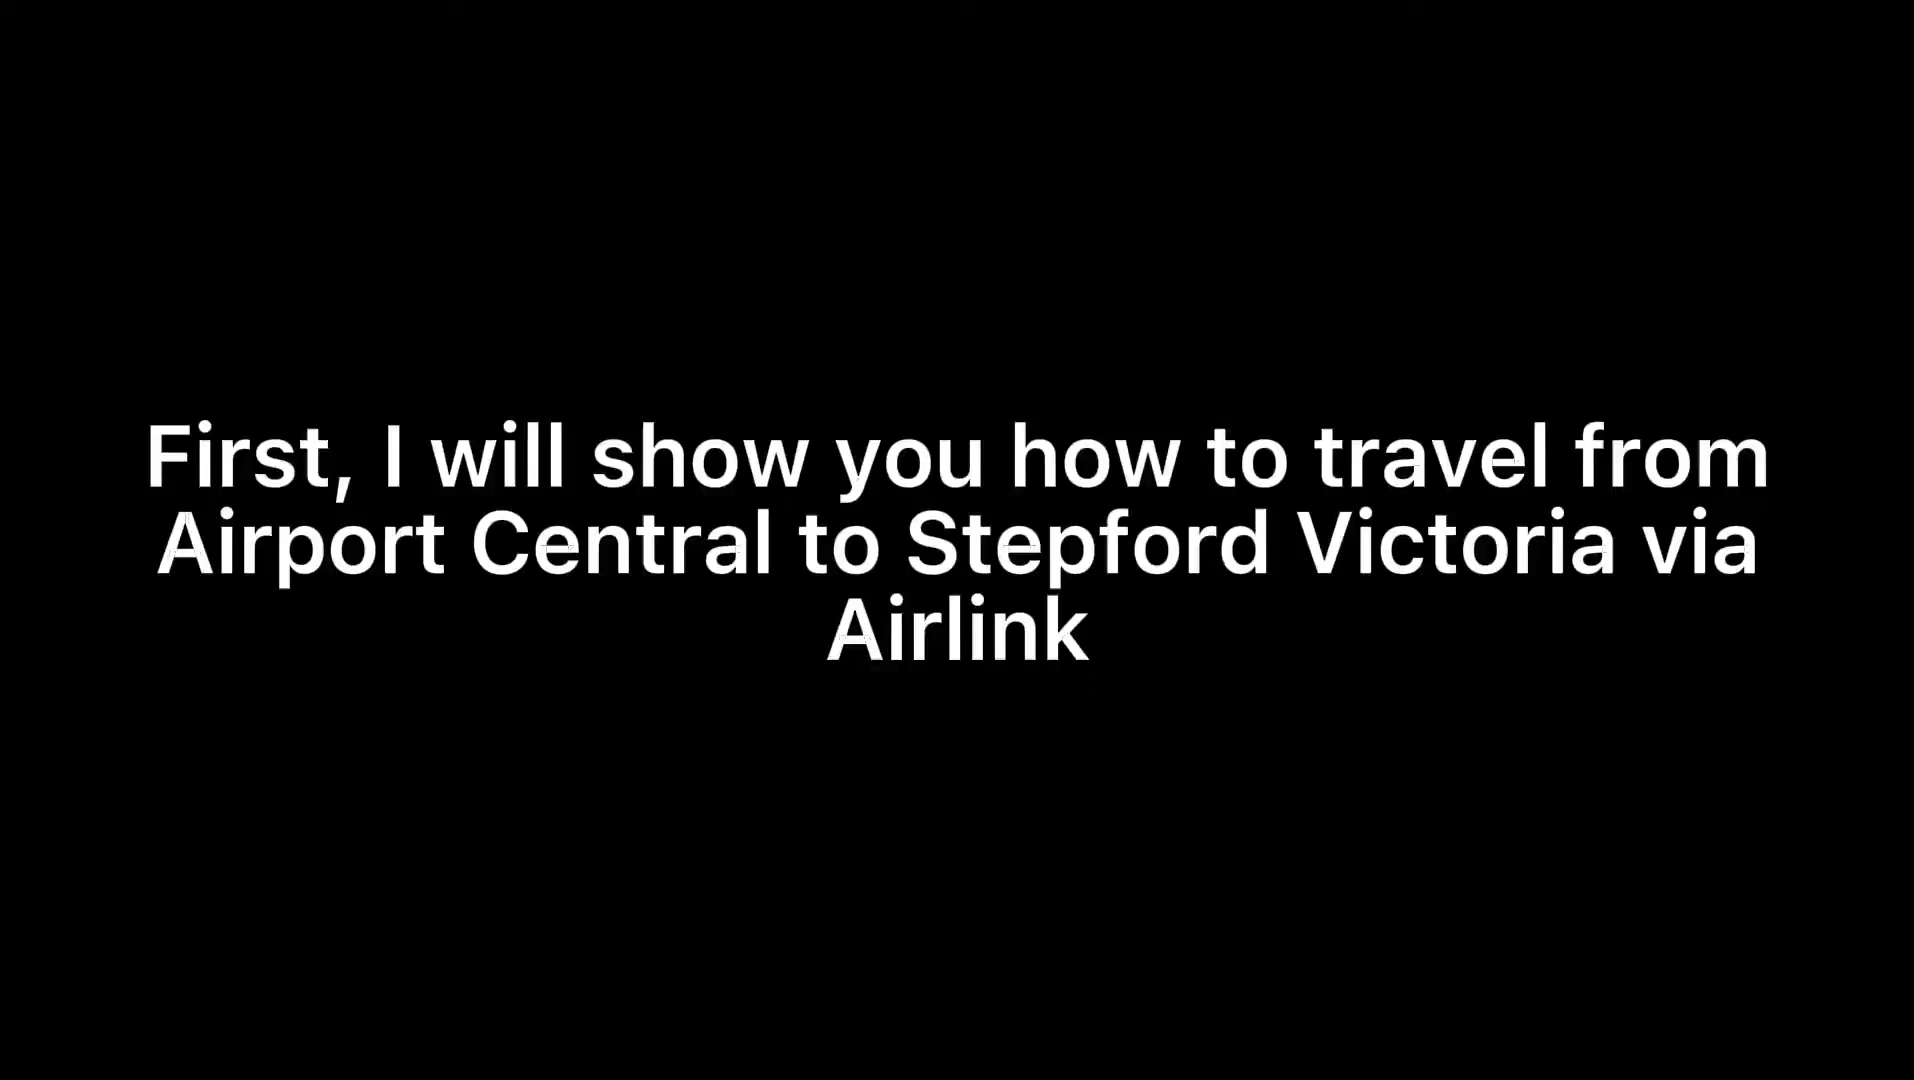 First, I will show you how to travel from
Airport Central to Stepford Victoria via
Airlink